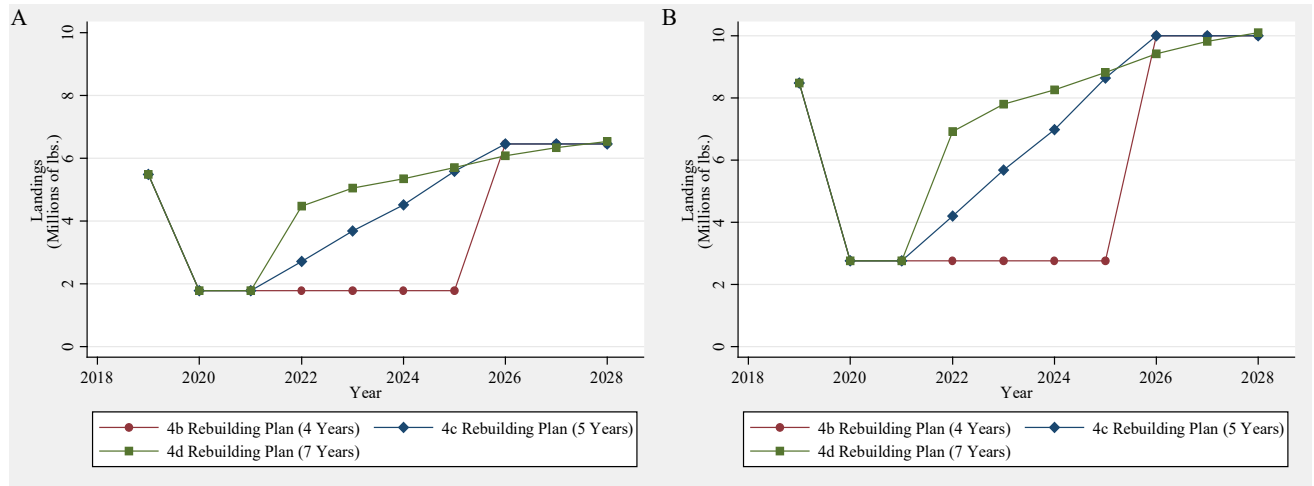 A
10
8
6
4
2
0
Landings
(Millions of lbs.)
2018 2020 2022 2024 2026 2028
Year
4b Rebuilding Plan (4 Years) 4c Rebuilding Plan (5 Years)
4d Rebuilding Plan (7 Years)
B
10
8
6
4
2
0
Landings
(Millions of lbs.)
2018 2020 2022 2024 2026 2028
Year
4b Rebuilding Plan (4 Years) 4c Rebuilding Plan (5 Years)
4d Rebuilding Plan (7 Years)